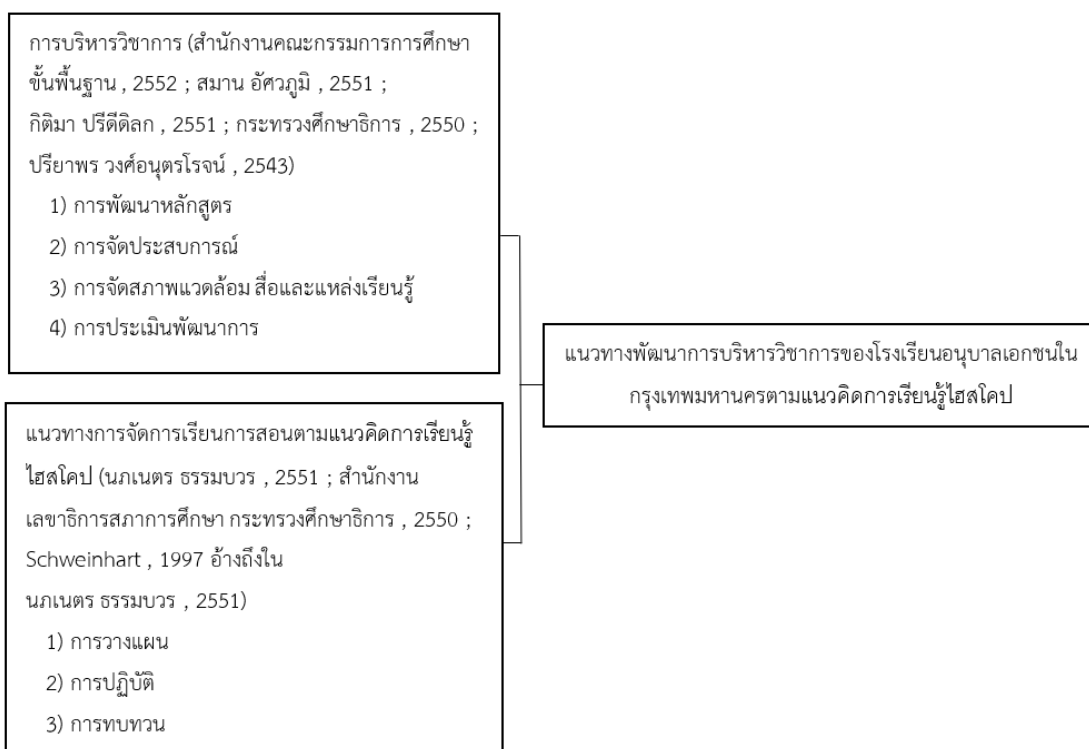 การบริหารวิชาการ (สำนักงานคณะกรรมการการศึกษา
ขั้นพื้นฐาน , 2552 ; สมาน อัศวภูมิ , 2551 ;
กิติมา ปรีดีดิลก , 2551 ; กระทรวงศึกษาธิการ , 2550 ;
ปรียาพร วงศ์อนุตรโรจน์ , 2543)
1) การพัฒนาหลักสูตร
2) การจัดประสบการณ์
3) การจัดสภาพแวดล้อม สื่อและแหล่งเรียนรู้
4) การประเมินพัฒนาการ
แนวทางการจัดการเรียนการสอนตามแนวคิดการเรียนรู้
ไฮสโคป (นภเนตร ธรรมบวร , 2551 ; สำนักงาน
เลขาธิการสภาการศึกษา กระทรวงศึกษาธิการ , 2550 ;
Schweinhart , 1997 อ้างถึงใน
นภเนตร ธรรมบวร , 2551)
1) การวางแผน
2) การปฏิบัติ
3) การทบทวน
แนวทางพัฒนาการบริหารวิชาการของโรงเรียนอนุบาลเอกชนใน
กรุงเทพมหานครตามแนวคิดการเรียนรู้ไฮสโคป